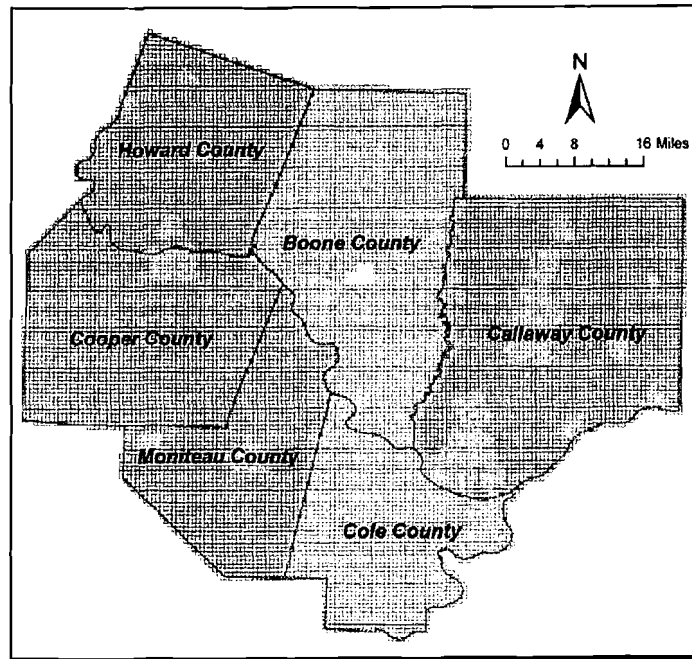 N
0 4 8 16 Miles
Howard County
Boone County
Cooper County
Callaway County
Moniteau County
Cole County